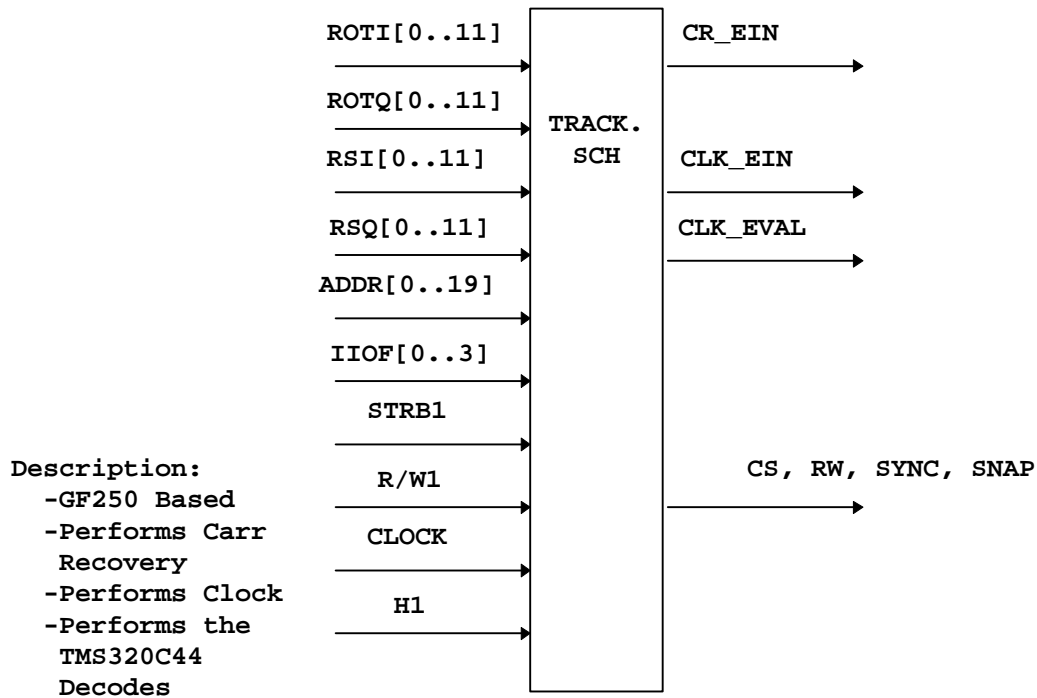 ROTI[0..11]
CR_EIN
ROTQ[0..11]
TRACK.
SCH
RSI[0..11]
CLK_EIN
RSQ[0..11]
CLK_EVAL
ADDR[0..19]
IIOF[0..3]
STRB1
R/W1
CS, RW, SYNC, SNAP
CLOCK
H1
Description:
-GF250 Based
-Performs Carr
Recovery
-Performs Clock
-Performs the
TMS320C44
Decodes